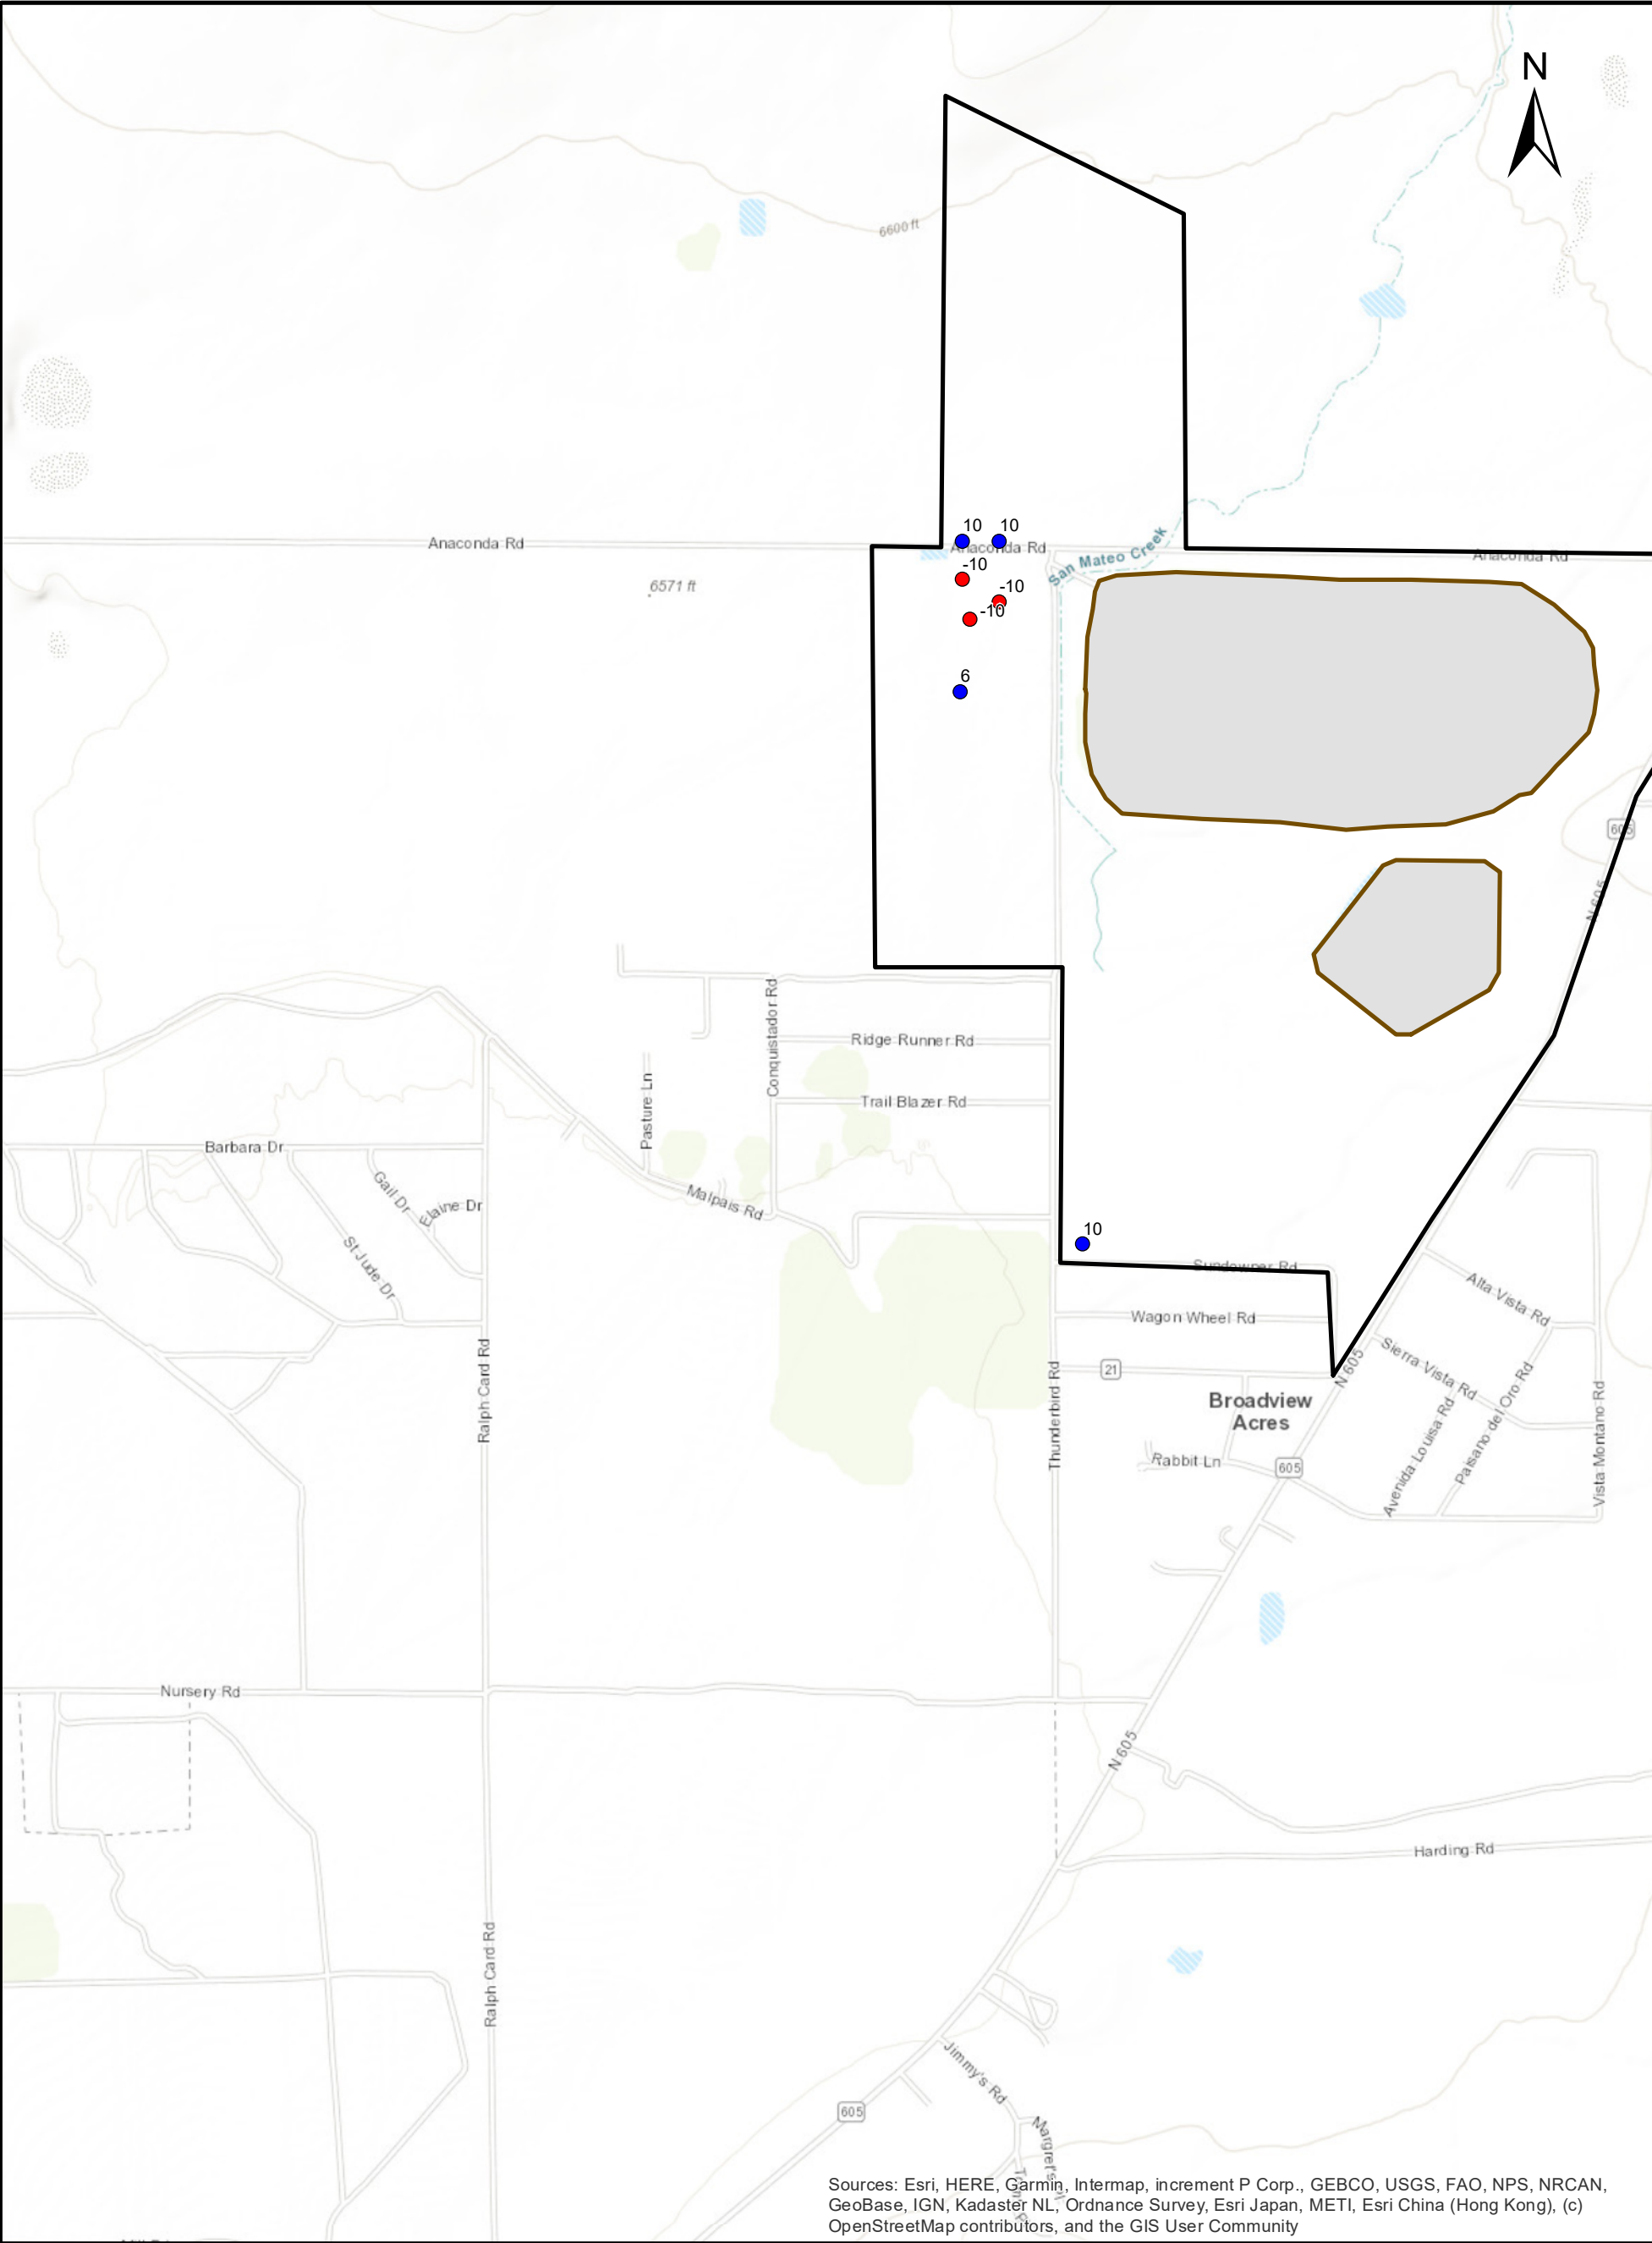 N
6600 ft
10 10
Anaconda Rd
Anaconda Rd
San Mateo Creek
Anaconda Rd
-10
6571 ft
-10
-10
6
605
N 605
Conquistador Rd
Ridge Runner Rd
Pasture Ln
Trail Blazer Rd
Barbara Dr
Gail Dr
Elaine Dr
Malpais Rd
St Jude Dr
10
Sundowner Rd
Alta Vista Rd
Wagon Wheel Rd
Sierra Vista Rd
N 605
21
Ralph Card Rd
Thunderbird Rd
Broadview
Acres
Paisano del Oro Rd
Avenida Louisa Rd
Vista Montano Rd
Rabbit Ln
605
Nursery Rd
N 605
Harding Rd
Ralph Card Rd
Jimmy's Rd
605
Sources: Esri, HERE, Garmin, Intermap, increment P Corp., GEBCO, USGS, FAO, NPS, NRCAN,
GeoBase, IGN, Kadaster NL, Ordnance Survey, Esri Japan, METI, Esri China (Hong Kong), (c)
OpenStreetMap contributors, and the GIS User Community